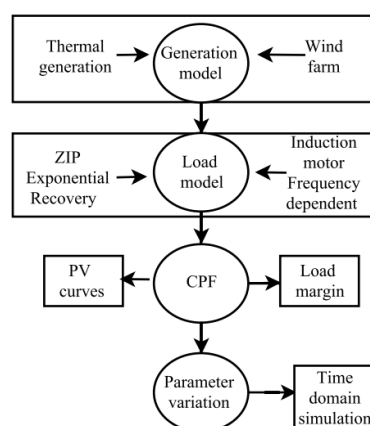 Thermal
generation
Generation
model
Wind
farm
ZIP
Exponential
Recovery
Load
model
Induction
motor
Frequency
dependent
PV
curves
CPF
Load
margin
Parameter
variation
Time
domain
simulation